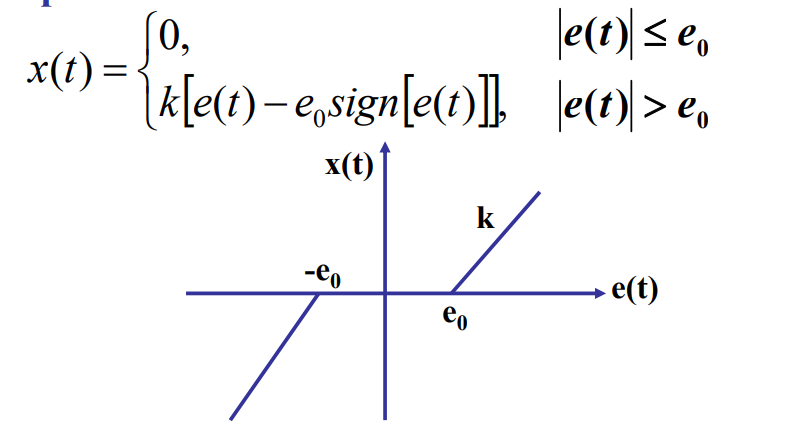 x(t) = { 0, |e(t)| ≤ e₀
k[e(t) − e₀sign[e(t)]], |e(t)| > e₀
x(t)
k
-e₀
e(t)
e₀